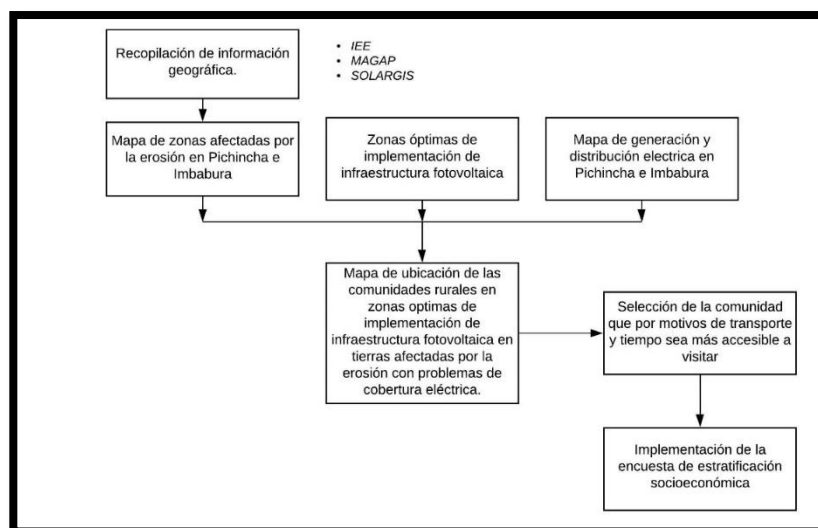 Recopilación de información
geográfica.
• IEE
• MAGAP
• SOLARGIS
Mapa de zonas afectadas por
la erosión en Pichincha e
Imbabura
Zonas óptimas de
implementación de
infraestructura fotovoltaica
Mapa de generación y
distribución electrica en
Pichincha e Imbabura
Mapa de ubicación de las
comunidades rurales en
zonas optimas de
implementación de
infraestructura fotovoltaica en
tierras afectadas por la
erosión con problemas de
cobertura eléctrica.
Selección de la comunidad
que por motivos de transporte
y tiempo sea más accesible a
visitar
Implementación de la
encuesta de estratificación
socioeconómica